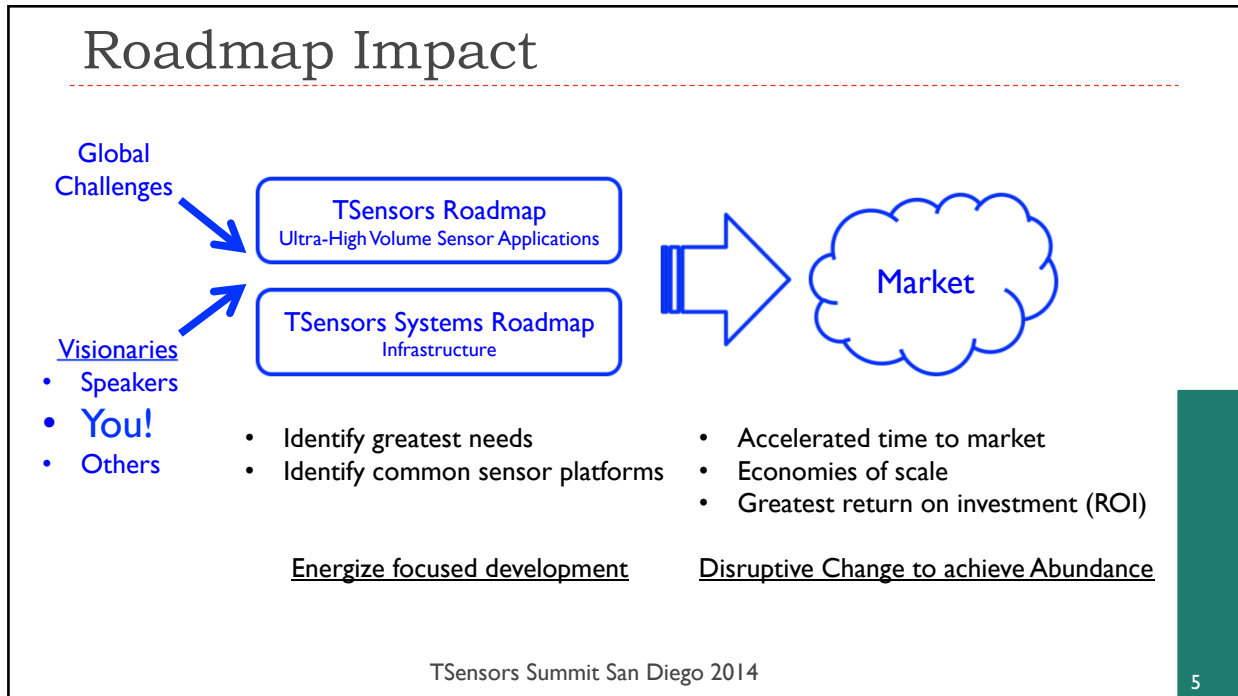 Roadmap Impact
Global
Challenges
TSensors Roadmap
Ultra-High Volume Sensor Applications
TSensors Systems Roadmap
Infrastructure
Market
Visionaries
• Speakers
• You!
• Others
• Identify greatest needs
• Identify common sensor platforms
Energize focused development
• Accelerated time to market
• Economies of scale
• Greatest return on investment (ROI)
Disruptive Change to achieve Abundance
TSensors Summit San Diego 2014
5